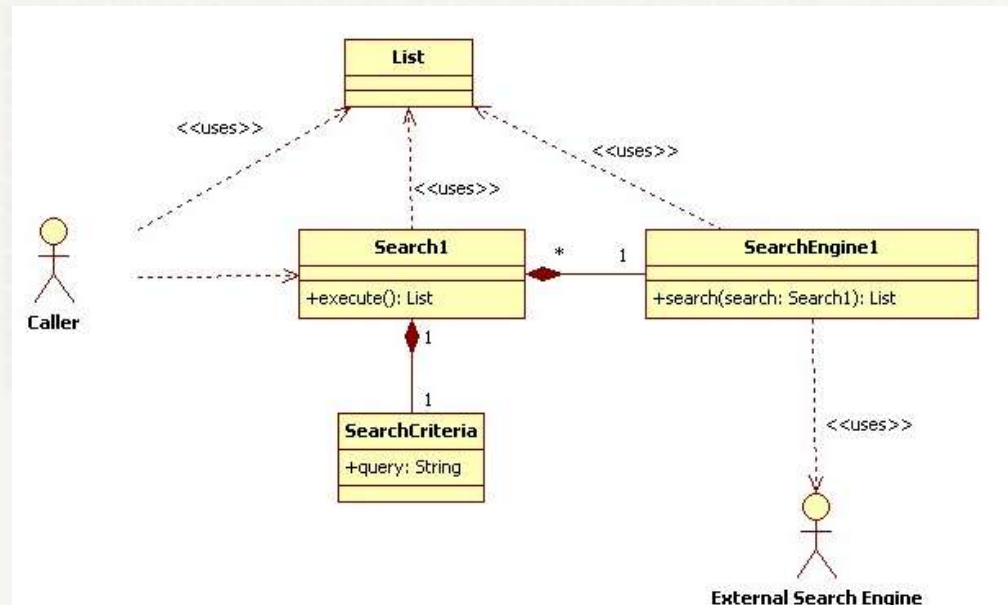 List
<<uses>>
<<uses>>
<<uses>>
Search1
+execute(): List
*
1
SearchEngine1
+search(search: Search1): List
Caller
1
1
SearchCriteria
+query: String
<<uses>>
External Search Engine